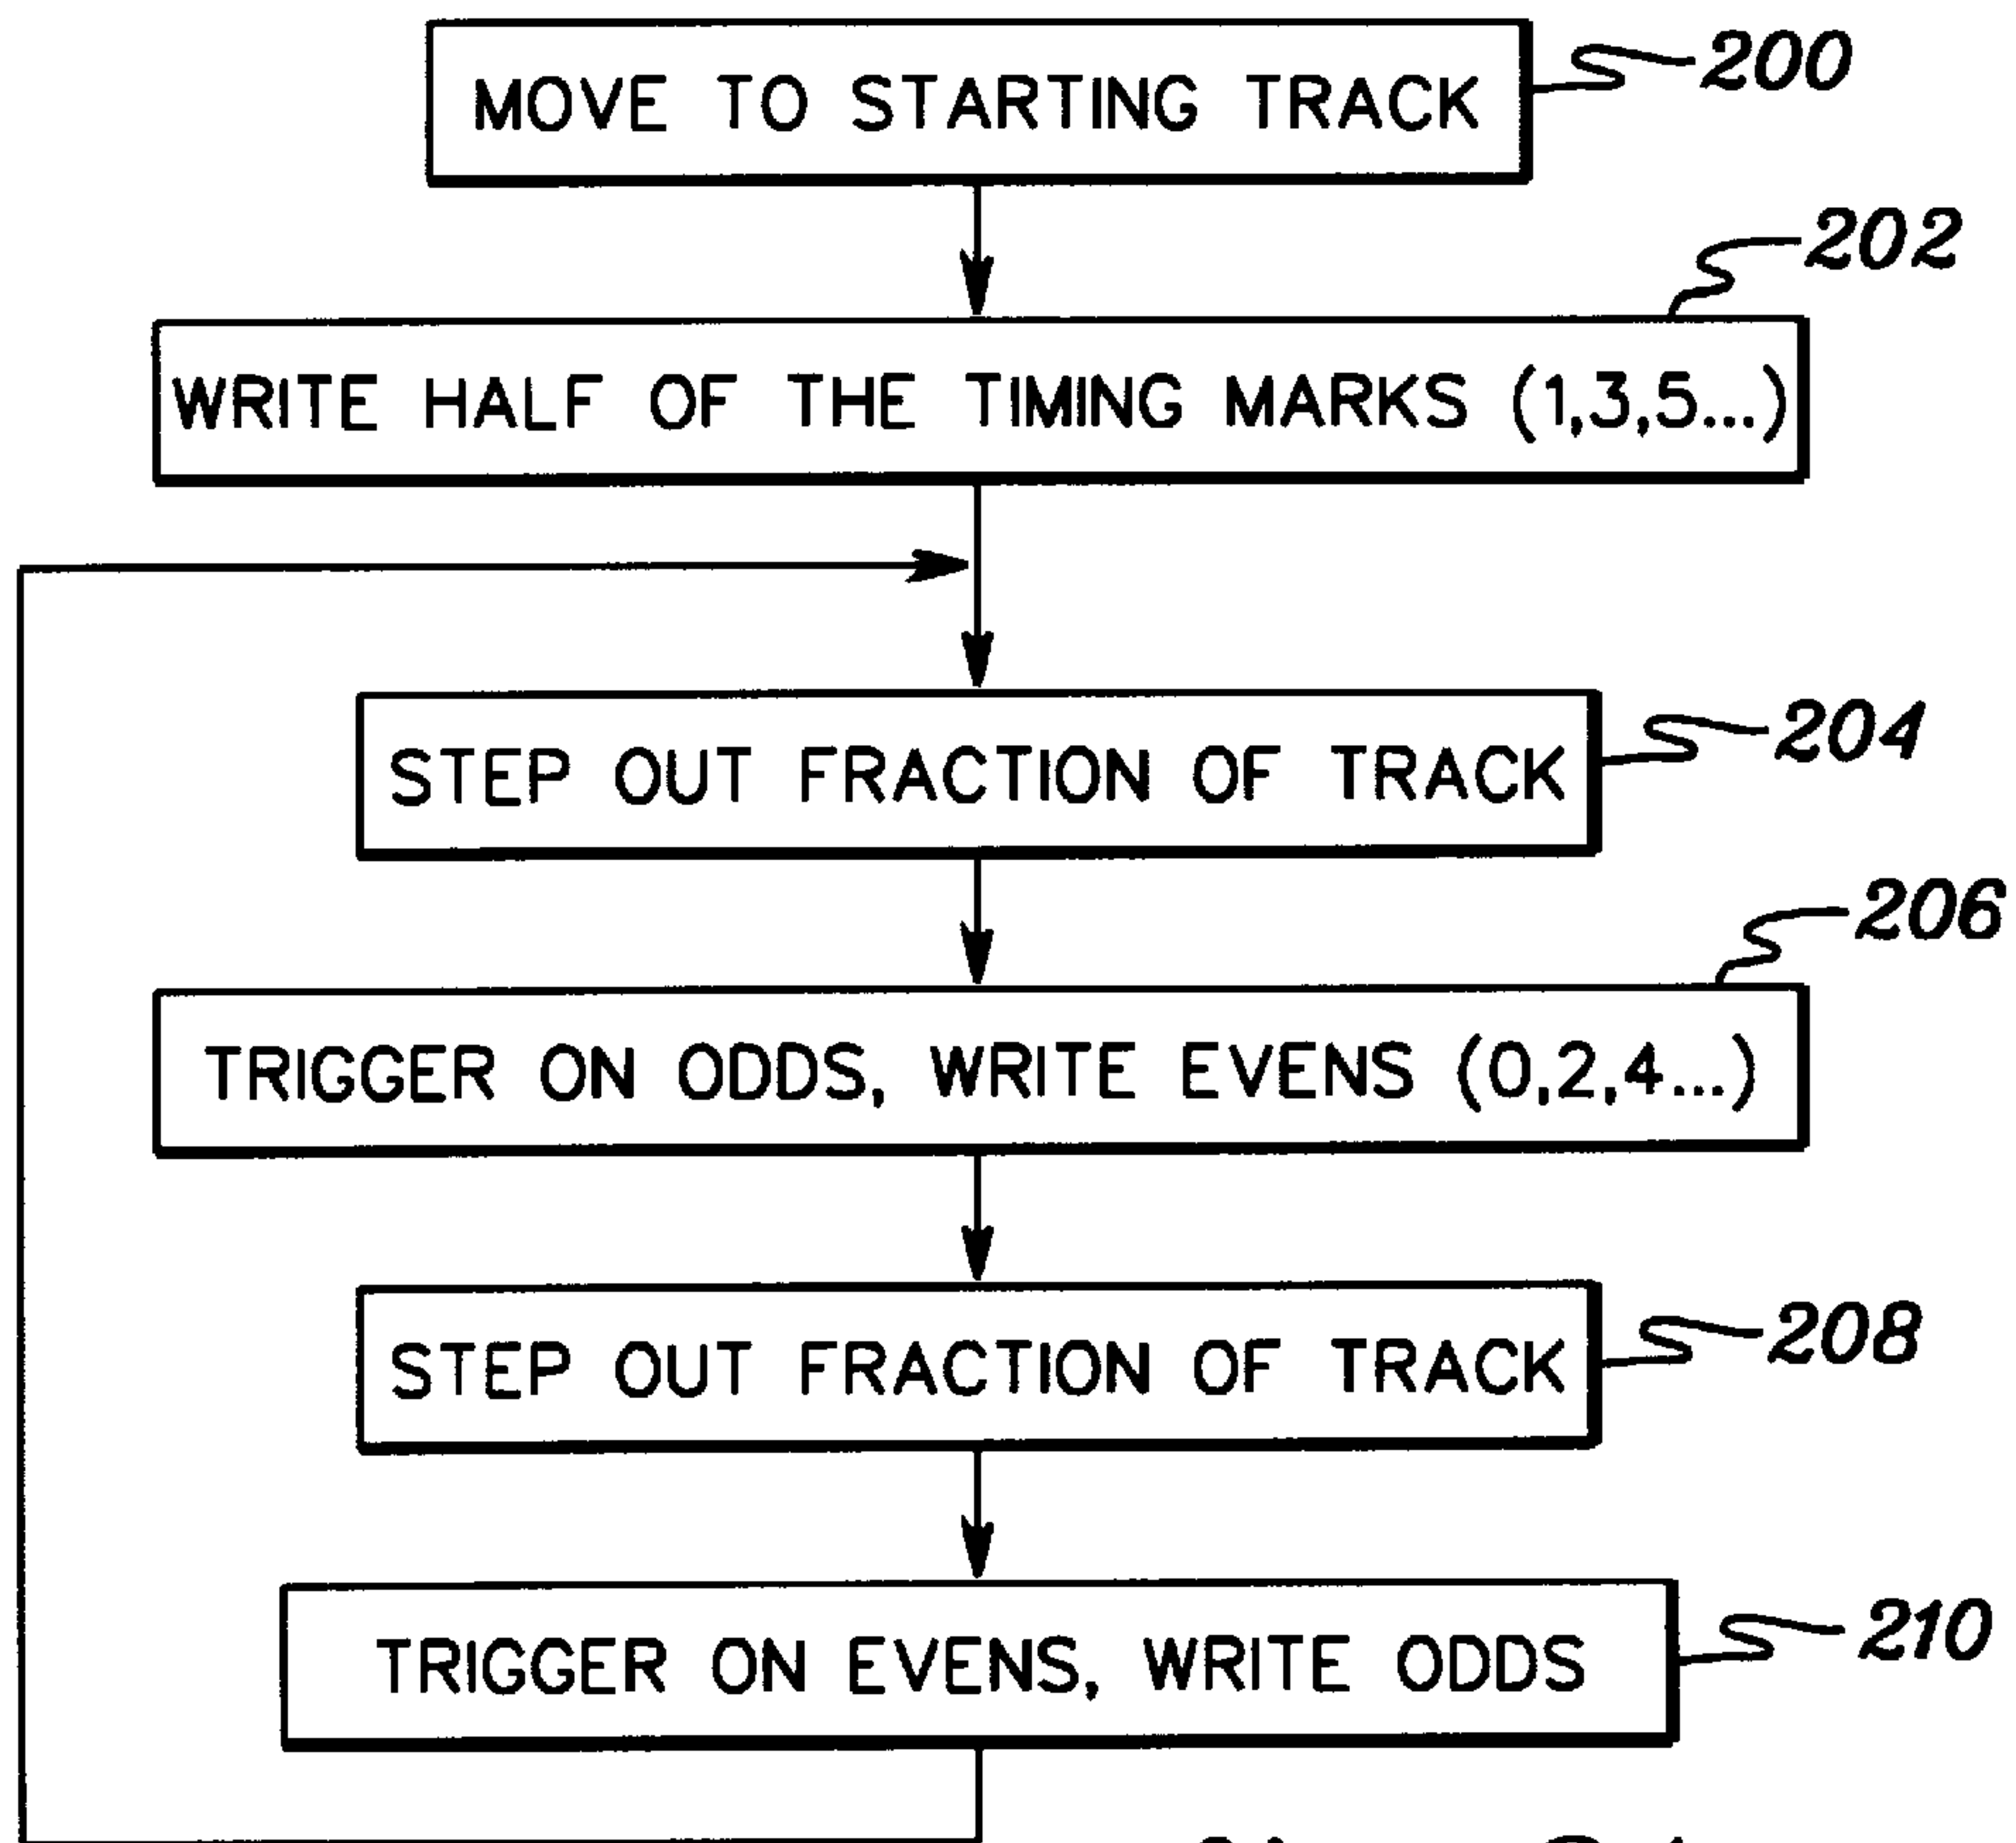 MOVE TO STARTING TRACK
200
202
WRITE HALF OF THE TIMING MARKS (1,3,5...)
STEP OUT FRACTION OF TRACK
204
206
TRIGGER ON ODDS, WRITE EVENS (0,2,4...)
STEP OUT FRACTION OF TRACK
208
TRIGGER ON EVENS, WRITE ODDS
210